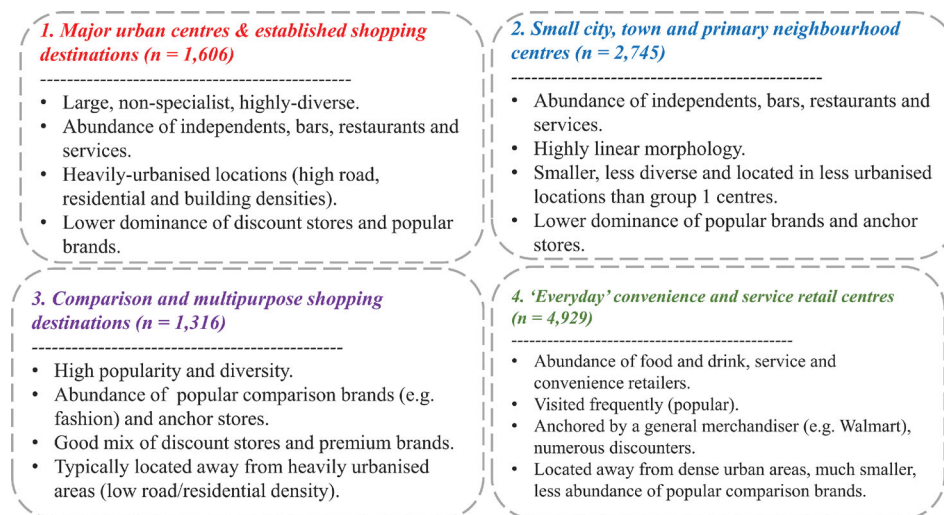 1. Major urban centres & established shopping
destinations (n = 1,606)
-----------------------------------------------
• Large, non-specialist, highly-diverse.
• Abundance of independents, bars, restaurants and
services.
• Heavily-urbanised locations (high road,
residential and building densities).
• Lower dominance of discount stores and popular
brands.
2. Small city, town and primary neighbourhood
centres (n = 2,745)
-----------------------------------------------
• Abundance of independents, bars, restaurants and
services.
• Highly linear morphology.
• Smaller, less diverse and located in less urbanised
locations than group 1 centres.
• Lower dominance of popular brands and anchor
stores.
3. Comparison and multipurpose shopping
destinations (n = 1,316)
-----------------------------------------------
• High popularity and diversity.
• Abundance of popular comparison brands (e.g.
fashion) and anchor stores.
• Good mix of discount stores and premium brands.
• Typically located away from heavily urbanised
areas (low road/residential density).
4. ‘Everyday’ convenience and service retail centres
(n = 4,929)
-----------------------------------------------
• Abundance of food and drink, service and
convenience retailers.
• Visited frequently (popular).
• Anchored by a general merchandiser (e.g. Walmart),
numerous discounters.
• Located away from dense urban areas, much smaller,
less abundance of popular comparison brands.